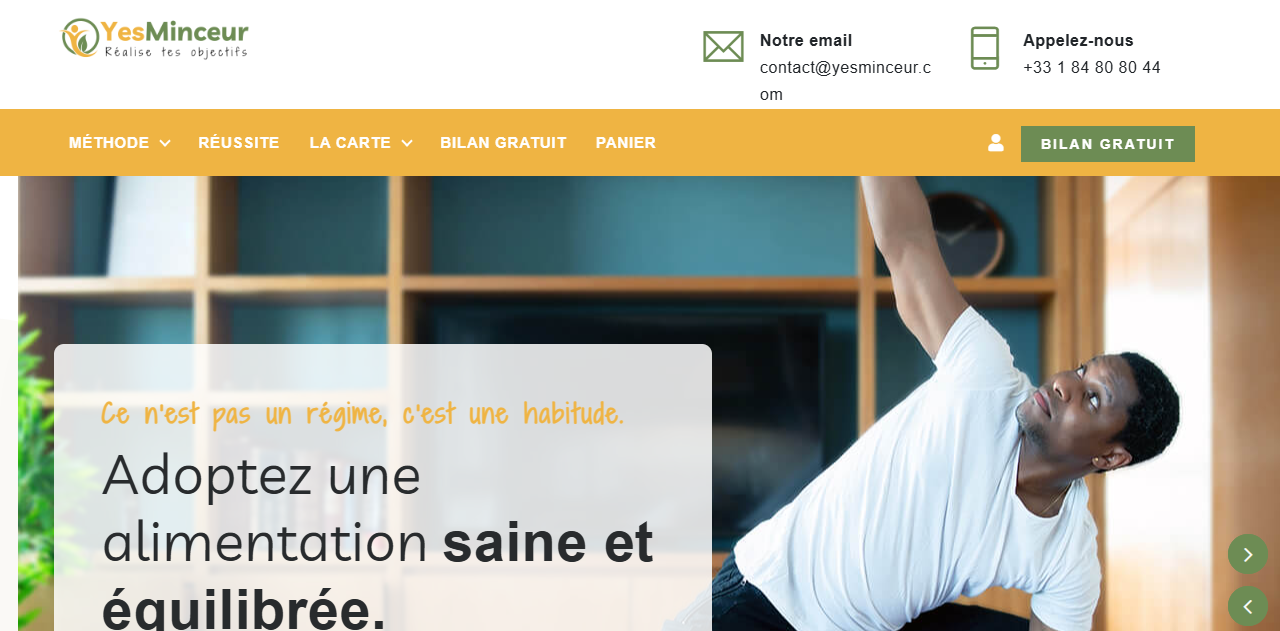 YesMinceur
Réalise tes objectifs
Notre email
contact@yesminceur.c
om
Appelez-nous
+33 1 84 80 80 44
MÉTHODE
RÉUSSITE
LA CARTE
BILAN GRATUIT
PANIER
BILAN GRATUIT
Ce n'est pas un régime, c'est une habitude.
Adoptez une
alimentation saine et
équilibrée.